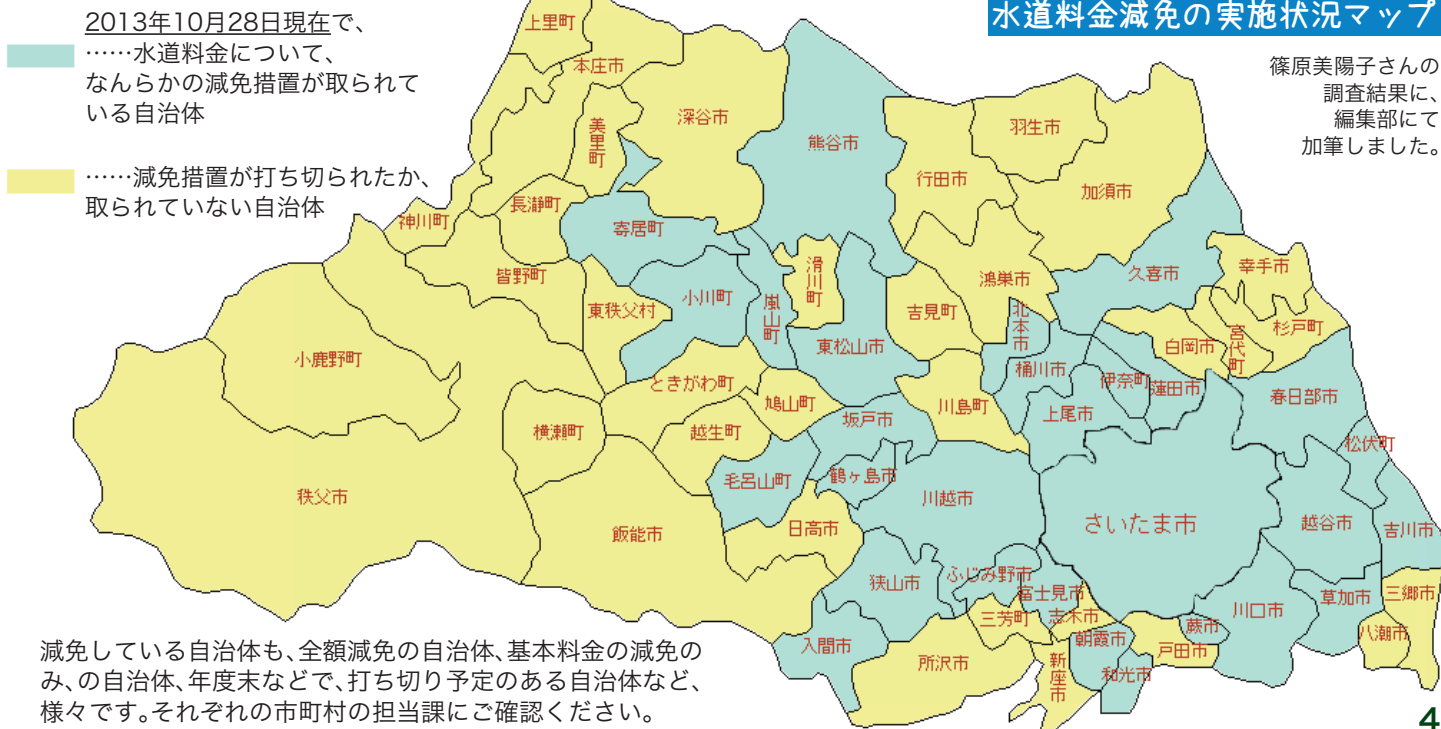 水道料金減免の実施状況マップ
2013年10月28日現在で、
……水道料金について、
なんらかの減免措置が取られて
いる自治体
……減免措置が打ち切られたか、
取られていない自治体
篠原美陽子さんの
調査結果に、
編集部にて
加筆しました。
上里町
本庄市
美里町
深谷市
熊谷市
羽生市
行田市
加須市
神川町
長瀞町
寄居町
皆野町
東秩父村
小川町
嵐山町
滑川町
東松山市
吉見町
鴻巣市
北本市
久喜市
幸手市
杉戸町
宮代町
白岡市
小鹿野町
ときがわ町
鳩山町
川島町
桶川市
伊奈町
蓮田市
上尾市
春日部市
松伏町
横瀬町
越生町
坂戸市
毛呂山町
鶴ヶ島市
川越市
さいたま市
越谷市
吉川市
秩父市
飯能市
日高市
狭山市
ふじみ野市
富士見市
三芳町
志木市
朝霞市
和光市
戸田市
蕨市
川口市
草加市
三郷市
八潮市
入間市
所沢市
新座市
減免している自治体も、全額減免の自治体、基本料金の減免の
み、の自治体、年度末などで、打ち切り予定のある自治体など、
様々です。それぞれの市町村の担当課にご確認ください。
4